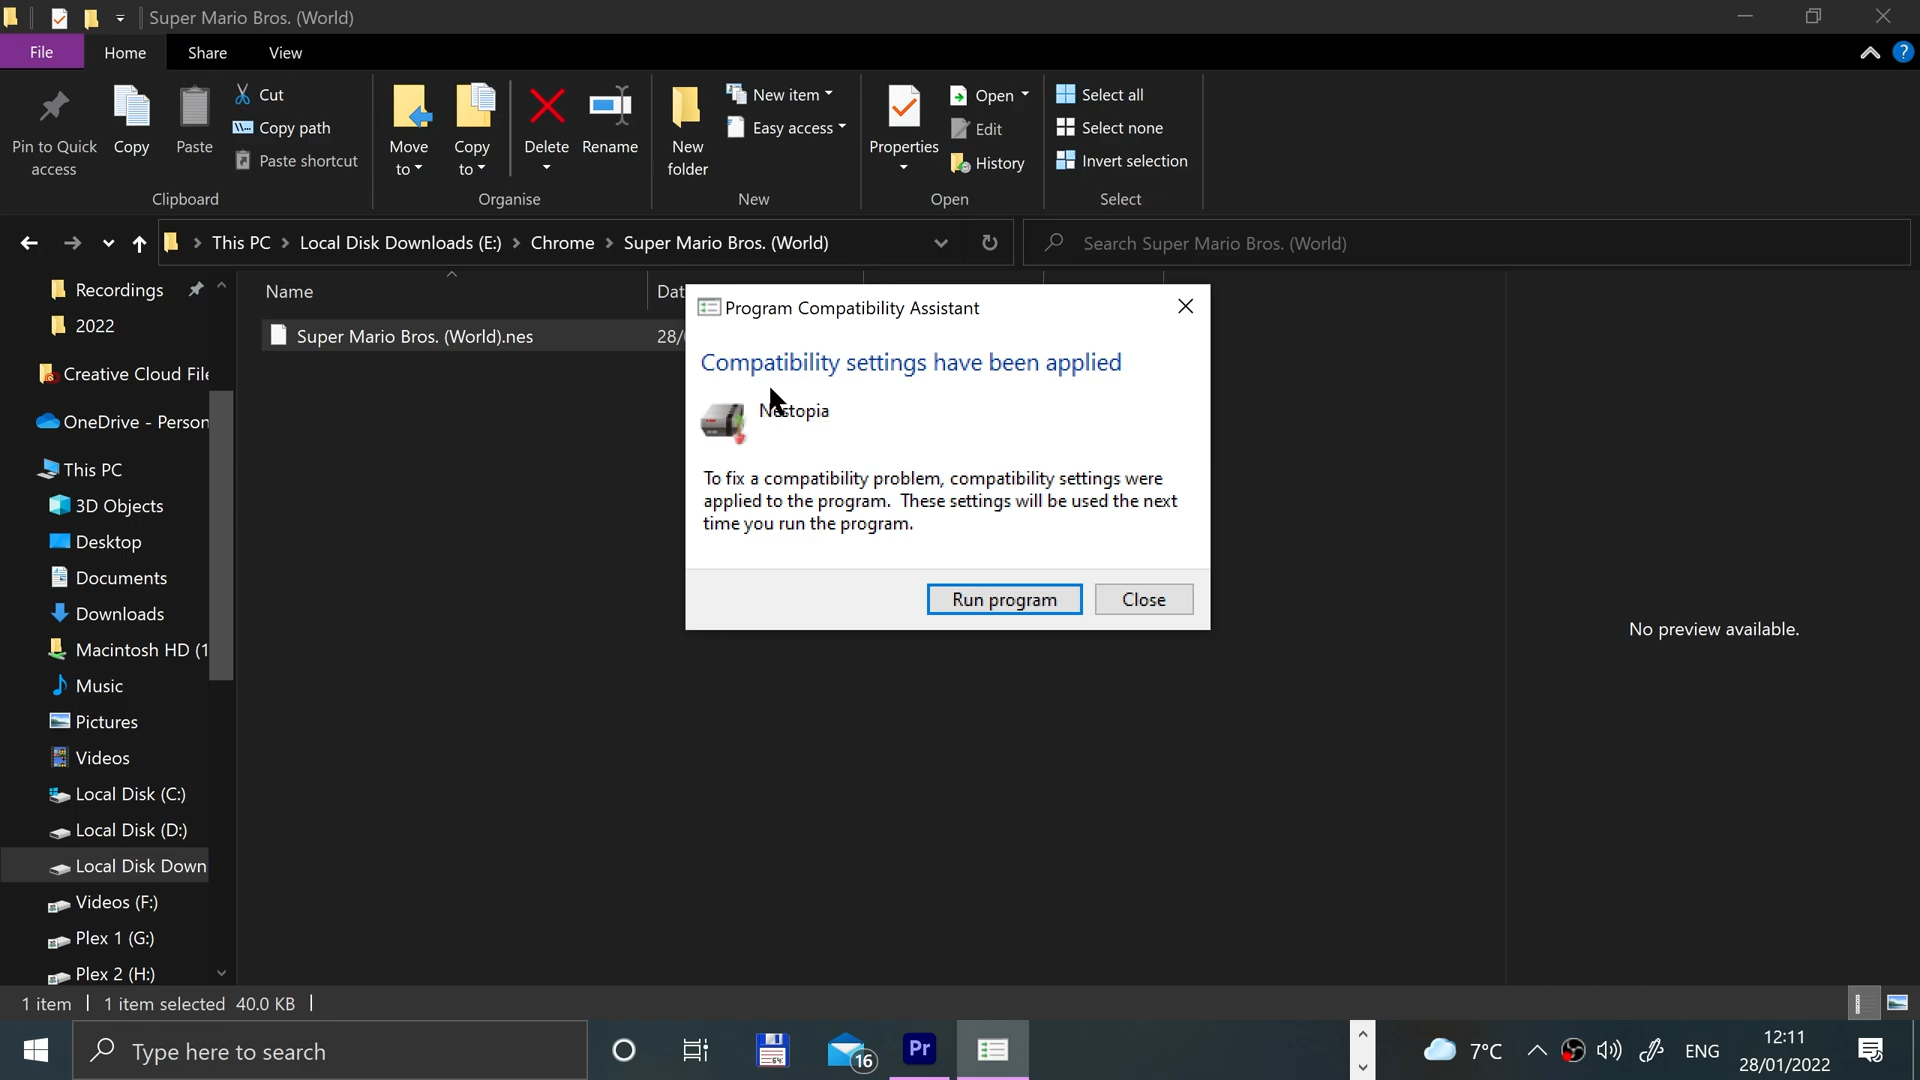 Super Mario Bros. (World)
File
Home
Share
View
Pin to Quick access
Copy
Paste
Cut
Copy path
Paste shortcut
Clipboard
Move to
Copy to
Delete
Rename
Organise
New folder
New item
Easy access
New
Properties
Open
Edit
History
Open
Select all
Select none
Invert selection
Select
This PC
Local Disk Downloads (E:)
Chrome
Super Mario Bros. (World)
Search Super Mario Bros. (World)
Recordings
2022
Creative Cloud File
OneDrive - Person
This PC
3D Objects
Desktop
Documents
Downloads
Macintosh HD (1
Music
Pictures
Videos
Local Disk (C:)
Local Disk (D:)
Local Disk Down
Videos (F:)
Plex 1 (G:)
Plex 2 (H:)
Name
Dat
Super Mario Bros. (World).nes
28/
Program Compatibility Assistant
Compatibility settings have been applied
Nestopia
To fix a compatibility problem, compatibility settings were
applied to the program. These settings will be used the next
time you run the program.
Run program
Close
No preview available.
1 item
1 item selected 40.0 KB
Type here to search
64
16
Pr
7°C
ENG
12:11
28/01/2022